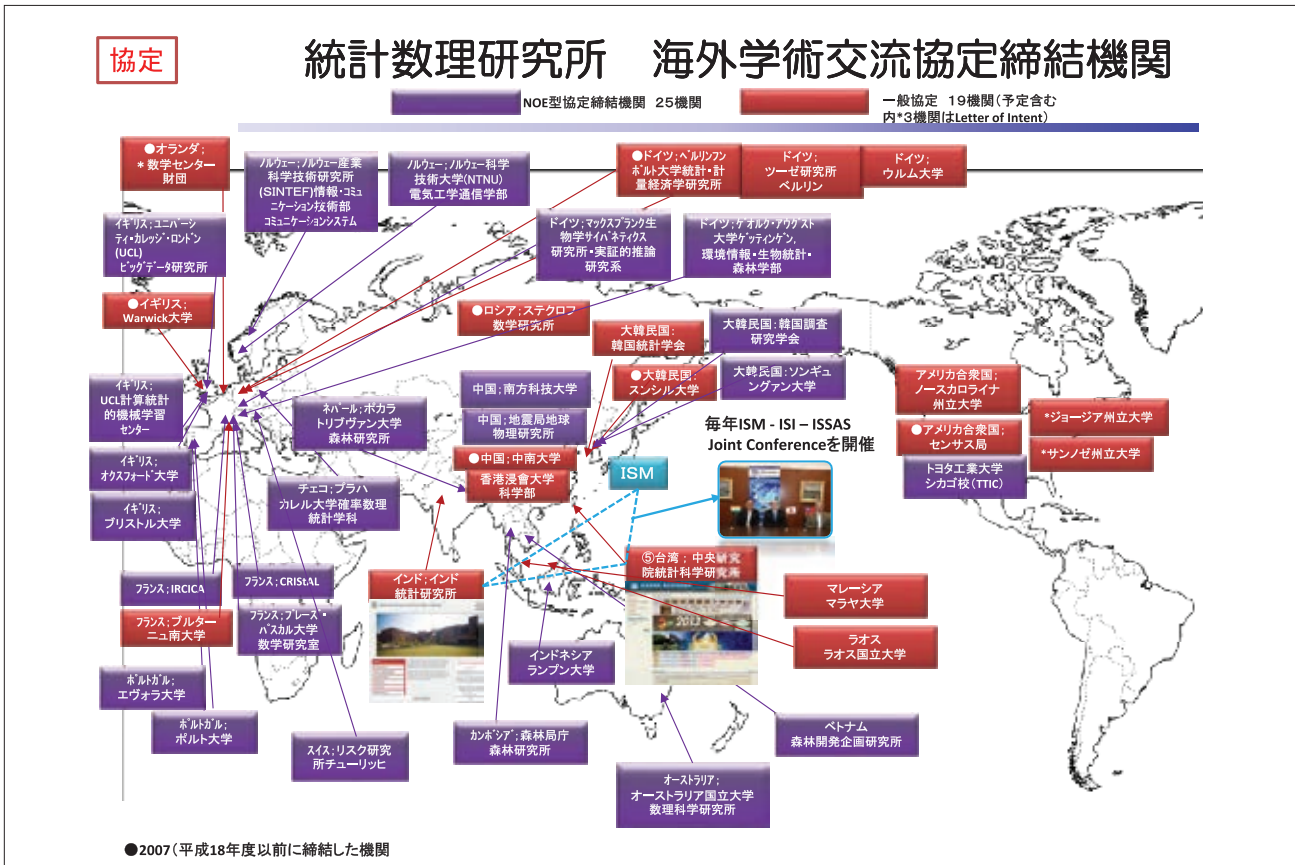 協定
統計数理研究所　海外学術交流協定締結機関
NOE型協定締結機関 25機関
一般協定 19機関(予定含む
内*3機関はLetter of Intent)
●オランダ；
＊数学センター
財団
ノルウェー；ノルウェー産業
科学技術研究所
(SINTEF)情報・コミュ
ニケーション技術部
コミュニケーションシステム
ノルウェー；ノルウェー科学
技術大学(NTNU)
電気工学通信学部
●ドイツ；ベルリンフン
ボルト大学統計・計
量経済学研究所
ドイツ；
ツーゼ研究所
ベルリン
ドイツ；
ウルム大学
イギリス；ユニバーシ
ティ・カレッジ・ロンドン
(UCL)
ビッグデータ研究所
ドイツ；マックスプランク生
物学サイバネティクス
研究所・実証的推論
研究系
ドイツ；ゲオルク・アウグスト
大学ゲッティンゲン,
環境情報・生物統計・
森林学部
●イギリス；
Warwick大学
●ロシア；ステクロフ
数学研究所
大韓民国：
韓国統計学会
大韓民国：韓国調査
研究学会
●大韓民国：
スンシル大学
大韓民国：ソンギュ
ングァン大学
イギリス；
UCL計算統計
的機械学習
センター
ネパール；ポカラ
トリブヴァン大学
森林研究所
中国；南方科技大学
中国；地震局地球
物理研究所
●中国；中南大学
香港浸會大学
科学部
ISM
毎年ISM - ISI – ISSAS
Joint Conferenceを開催
アメリカ合衆国；
ノースカロライナ
州立大学
●アメリカ合衆国；
センサス局
トヨタ工業大学
シカゴ校(TTIC)
*ジョージア州立大学
*サンノゼ州立大学
イギリス；
オクスフォード大学
イギリス；
ブリストル大学
チェコ；プラハ
カレル大学確率数理
統計学科
フランス；IRCICA
フランス；CRIStAL
フランス；ブルター
ニュ南大学
フランス；ブレーズ・
パスカル大学
数学研究室
インド；インド
統計研究所
⑤台湾；中央研究
院統計科学研究所
2013
マレーシア
マラヤ大学
ラオス
ラオス国立大学
インドネシア
ランプン大学
ポルトガル；
エヴォラ大学
ポルトガル；
ポルト大学
スイス；リスク研究
所チューリッヒ
カンボジア；森林局庁
森林研究所
ベトナム
森林開発企画研究所
オーストラリア；
オーストラリア国立大学
数理科学研究所
●2007（平成18年度以前に締結した機関